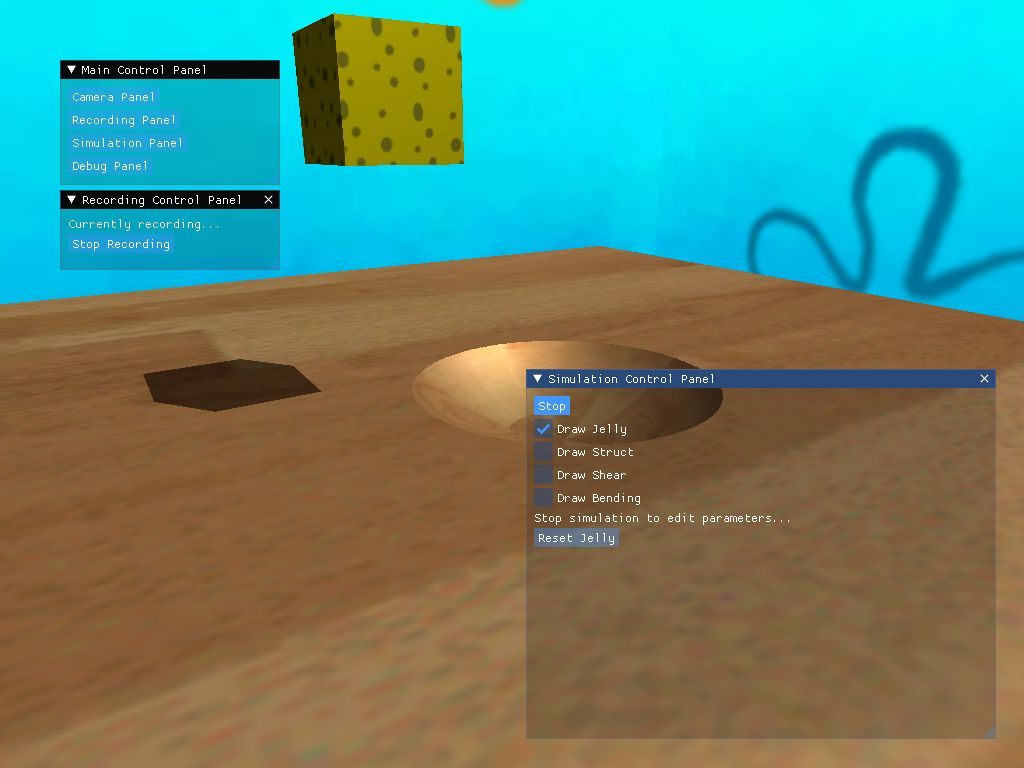 Main Control Panel
Camera Panel
Recording Panel
Simulation Panel
Debug Panel
Recording Control Panel
Currently recording...
Stop Recording
Simulation Control Panel
Stop
Draw Jelly
Draw Struct
Draw Shear
Draw Bending
Stop simulation to edit parameters...
Reset Jelly